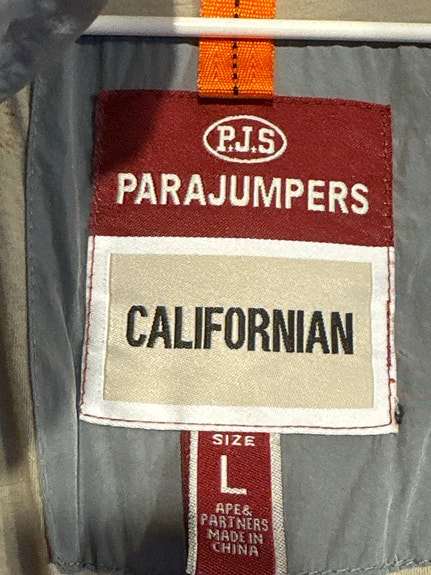 P.J.S
PARAJUMPERS
CALIFORNIAN
SIZE
L
APE&
PARTNERS
MADE IN
CHINA